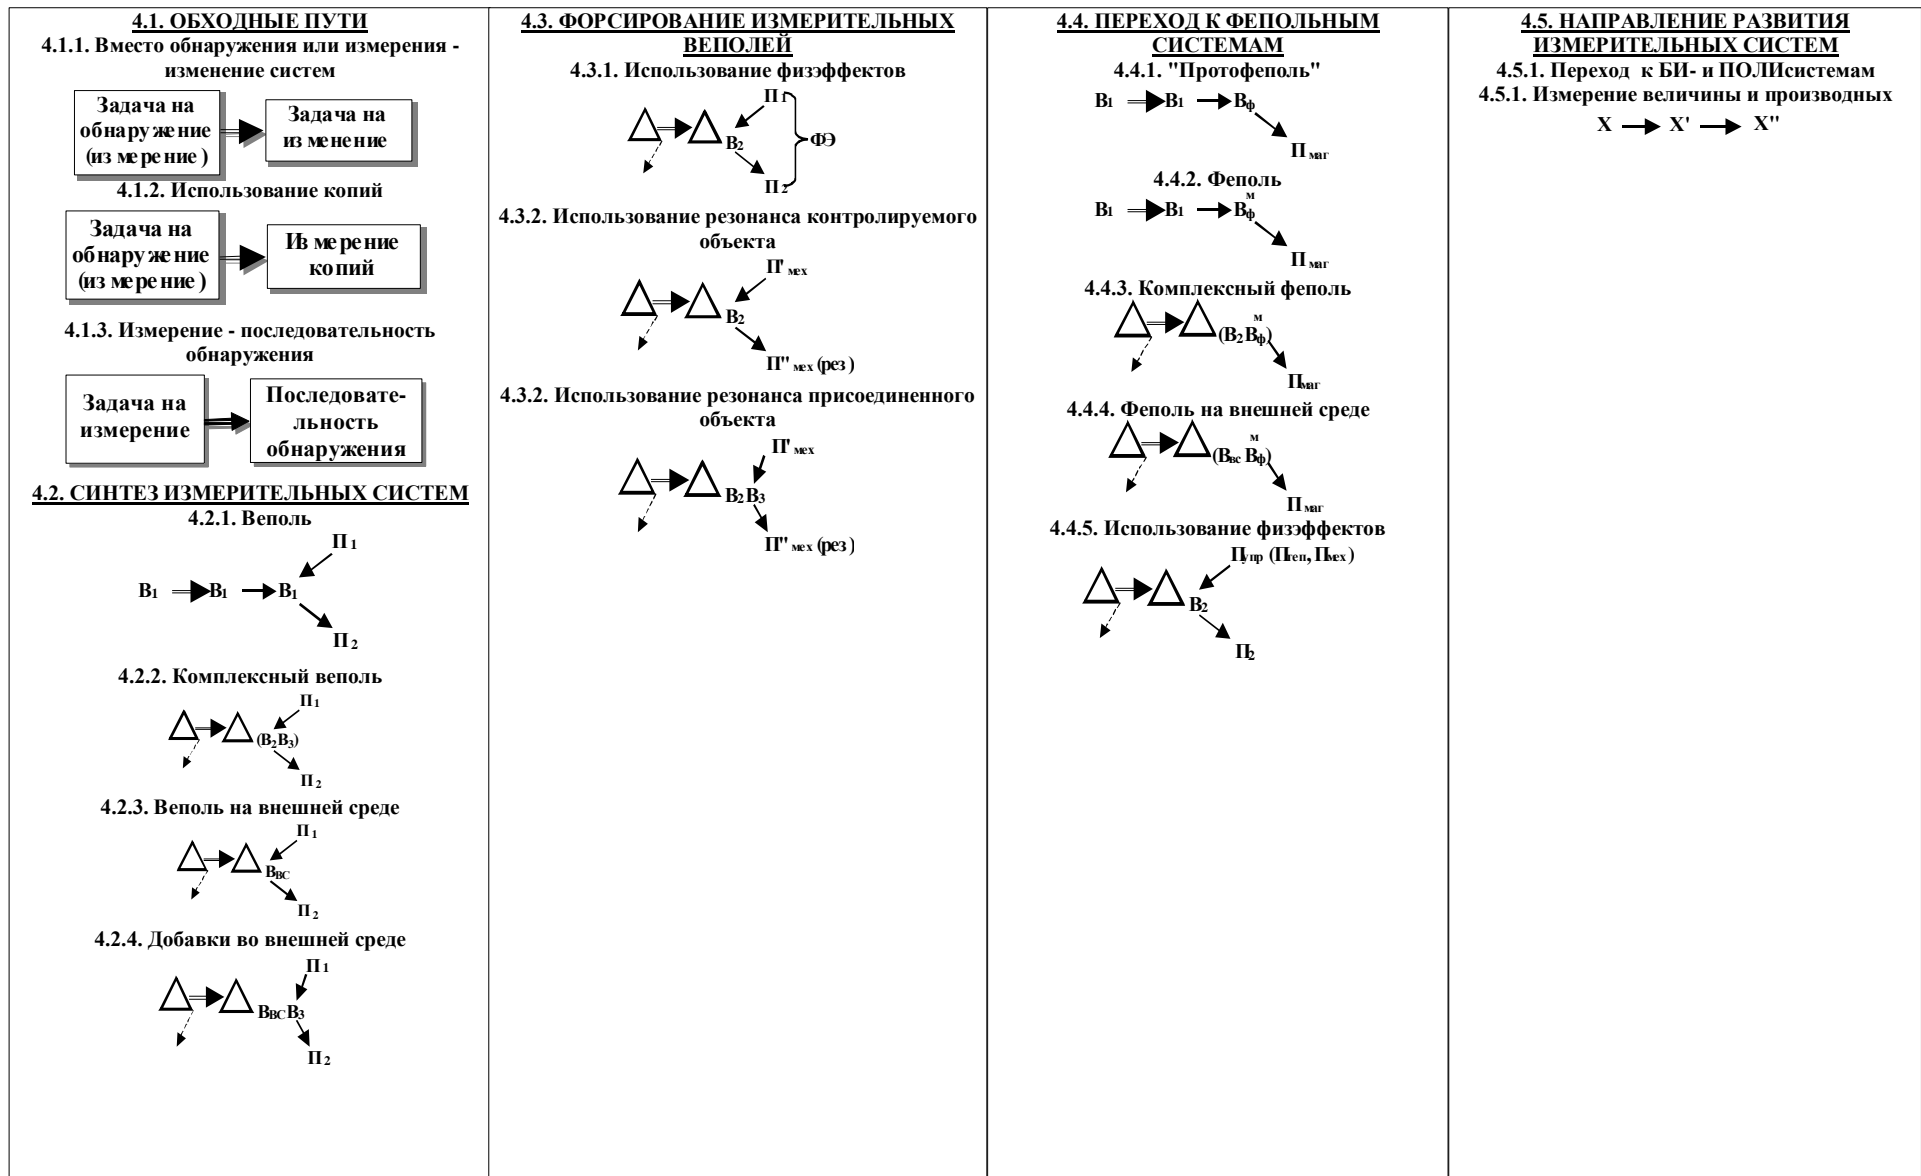 4.1. ОБХОДНЫЕ ПУТИ
4.1.1. Вместо обнаружения или измерения -
изменение систем
Задача на
обнаружение
(измерение)
Задача на
изменение
4.1.2. Использование копий
Задача на
обнаружение
(измерение)
Измерение
копий
4.1.3. Измерение - последовательность
обнаружения
Задача на
измерение
Последовате-
льность
обнаружения
4.2. СИНТЕЗ ИЗМЕРИТЕЛЬНЫХ СИСТЕМ
4.2.1. Веполь
П1
В1 В1 В1
П2
4.2.2. Комплексный веполь
П1
(В2В3)
П2
4.2.3. Веполь на внешней среде
П1
ВВС
П2
4.2.4. Добавки во внешней среде
П1
ВВС В3
П2
4.3. ФОРСИРОВАНИЕ ИЗМЕРИТЕЛЬНЫХ
ВЕПОЛЕЙ
4.3.1. Использование физэффектов
П1
В2 ФЭ
П2
4.3.2. Использование резонанса контролируемого
объекта
П'мех
В2
П"мех (рез)
4.3.2. Использование резонанса присоединенного
объекта
П'мех
В2В3
П"мех (рез)
4.4. ПЕРЕХОД К ФЕПОЛЬНЫМ
СИСТЕМАМ
4.4.1. "Протофеполь"
В1 В1 Вф
Пмаг
4.4.2. Феполь
м
В1 В1 Вф
Пмаг
4.4.3. Комплексный феполь
м
(В2Вф)
Пмаг
4.4.4. Феполь на внешней среде
м
(Ввс Вф)
Пмаг
4.4.5. Использование физэффектов
Пупр (Птеп, Пмех)
В2
П2
4.5. НАПРАВЛЕНИЕ РАЗВИТИЯ
ИЗМЕРИТЕЛЬНЫХ СИСТЕМ
4.5.1. Переход к БИ- и ПОЛИсистемам
4.5.1. Измерение величины и производных
X X' X"